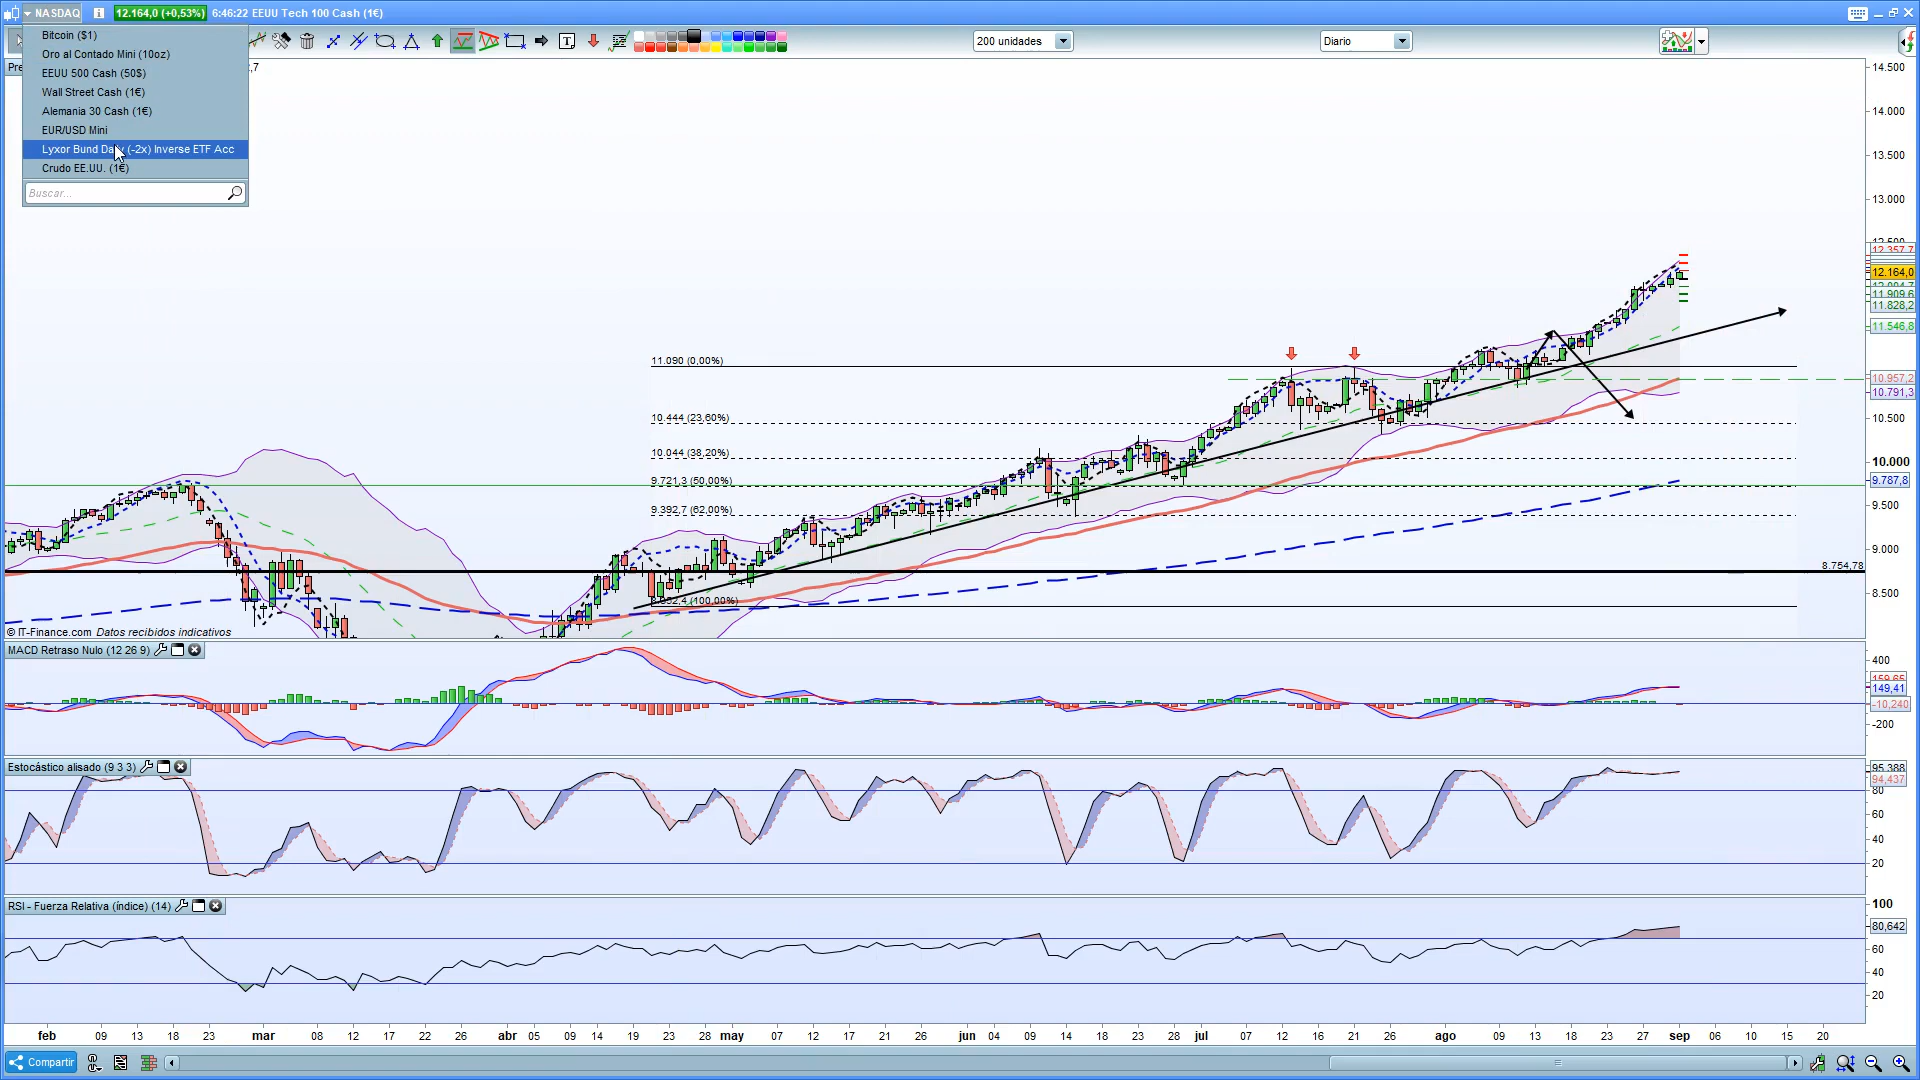 NASDAQ
12.164,0 (+0,53%) 6:46:22 EEUU Tech 100 Cash (1€)
Bitcoin ($1)
Oro al Contado Mini (10oz)
EEUU 500 Cash (50$)
Wall Street Cash (1€)
Alemania 30 Cash (1€)
EUR/USD Mini
Lyxor Bund (-2x) Inverse ETF Acc
Crudo EE.UU. (1€)
Buscar...
200 unidades
Diario
14.500
14.000
13.500
13.000
12.357,7
12.164,0
11.909,6
11.828,2
11.546,8
11.090 (0,00%)
10.957,2
10.791,3
10.444 (23,60%)
10.500
10.044 (38,20%)
10.000
9.721,3 (50,00%)
9.787,8
9.392,7 (62,00%)
9.500
9.000
8.754,78
8.500
(100,00%)
© IT-Finance.com Datos recibidos indicativos
MACD Retraso Nulo (12 26 9)
400
159,65
149,41
-10,240
-200
Estocástico alisado (9 3 3)
95,388
94,437
80
60
40
20
RSI - Fuerza Relativa (índice) (14)
100
80,642
60
40
20
feb 09 13 18 23 mar 08 12 17 22 26 abr 05 09 14 19 23 28 may 07 12 17 21 26 jun 04 09 14 18 23 28 jul 07 12 16 21 26 ago 09 13 18 23 27 sep 06 10 15 20
Compartir